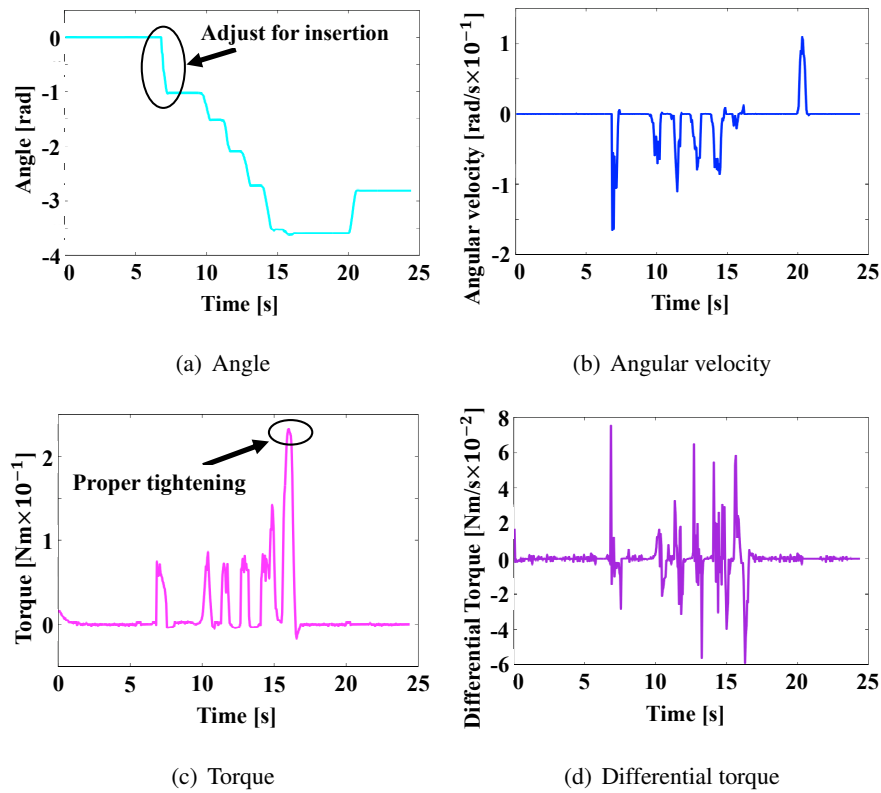 Adjust for insertion
Angle [rad]
0
-1
-2
-3
-4
0 5 10 15 20 25
Time [s]
(a) Angle
Angular velocity [rad/s×10⁻¹]
1
0
-1
-2
0 5 10 15 20 25
Time [s]
(b) Angular velocity
Proper tightening
Torque [Nm×10⁻¹]
2
1
0
0 5 10 15 20 25
Time [s]
(c) Torque
Differential Torque [Nm/s×10⁻²]
8
6
4
2
0
-2
-4
-6
0 5 10 15 20 25
Time [s]
(d) Differential torque